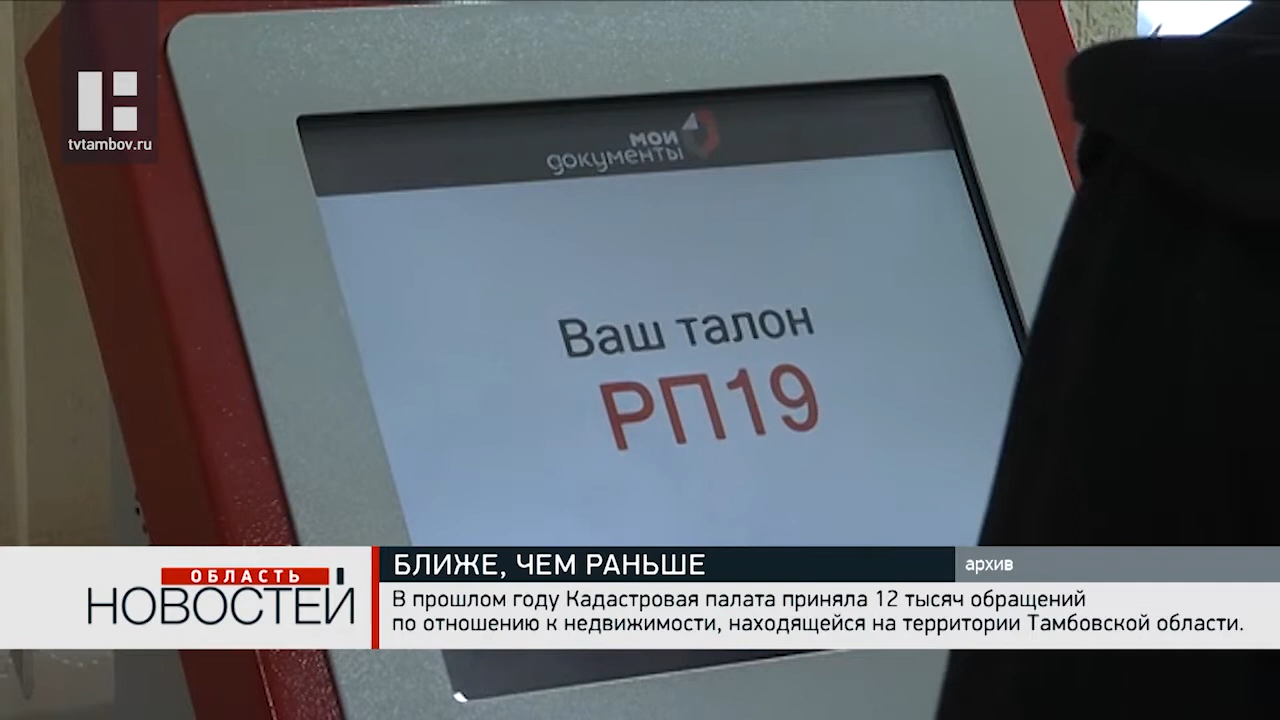 tvtambov.ru
мои
документы
Ваш талон
РП19
ОБЛАСТЬ
НОВОСТЕЙ
БЛИЖЕ, ЧЕМ РАНЬШЕ
архив
В прошлом году Кадастровая палата приняла 12 тысяч обращений
по отношению к недвижимости, находящейся на территории Тамбовской области.